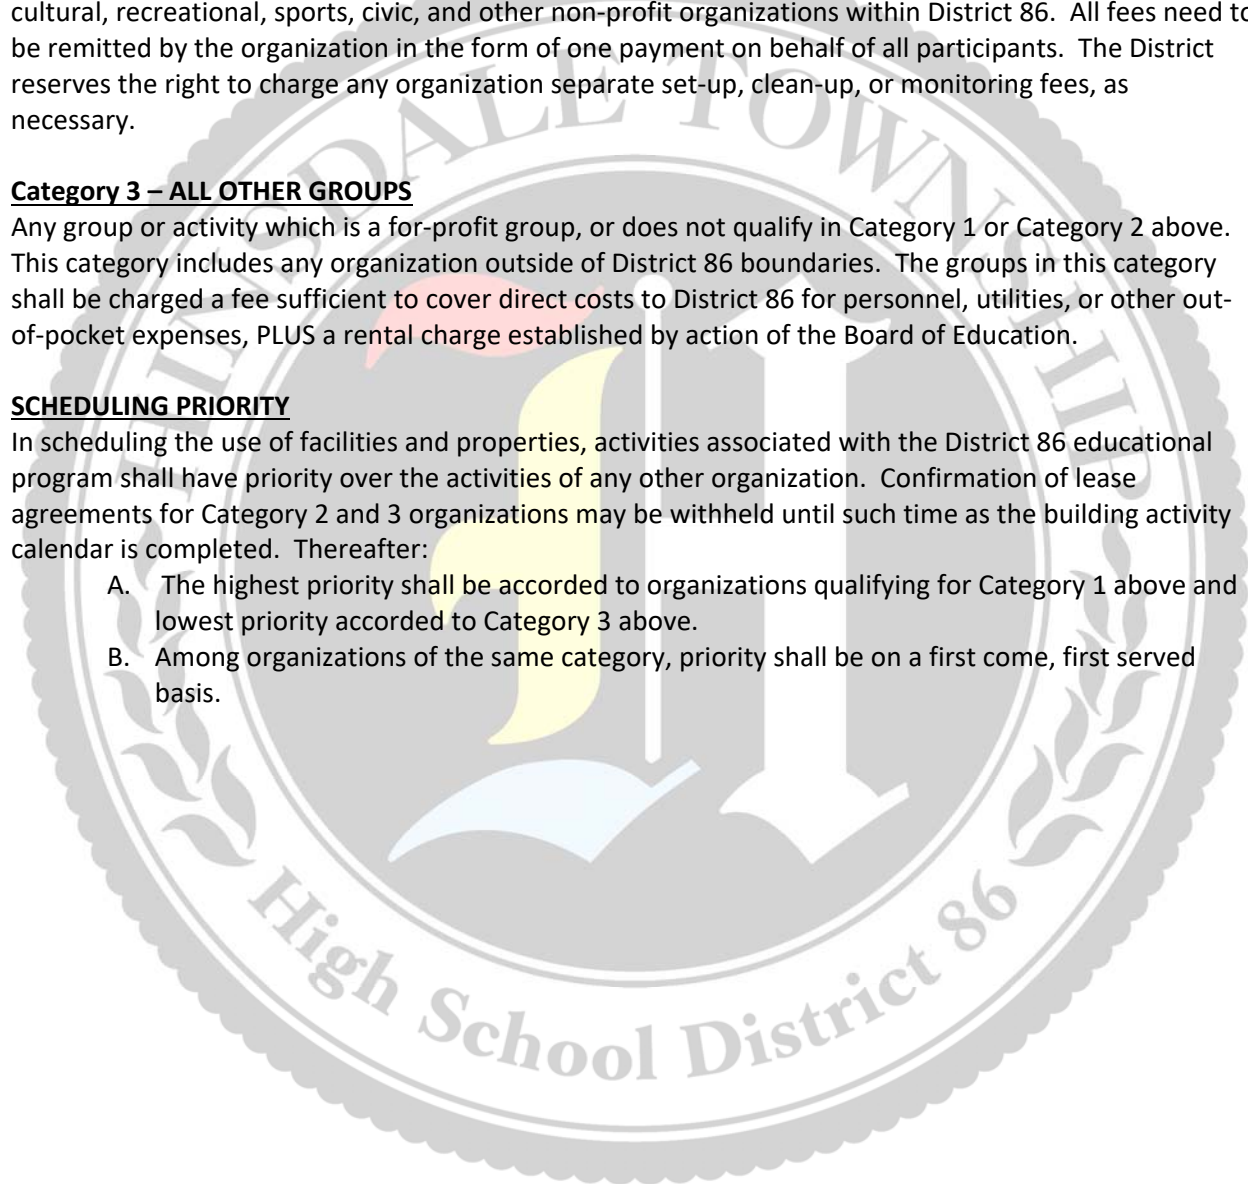 cultural, recreational, sports, civic, and other non-profit organizations within District 86.  All fees need to
be remitted by the organization in the form of one payment on behalf of all participants.  The District
reserves the right to charge any organization separate set-up, clean-up, or monitoring fees, as
necessary.
Category 3 – ALL OTHER GROUPS
Any group or activity which is a for-profit group, or does not qualify in Category 1 or Category 2 above.
This category includes any organization outside of District 86 boundaries.  The groups in this category
shall be charged a fee sufficient to cover direct costs to District 86 for personnel, utilities, or other out-
of-pocket expenses, PLUS a rental charge established by action of the Board of Education.
SCHEDULING PRIORITY
In scheduling the use of facilities and properties, activities associated with the District 86 educational
program shall have priority over the activities of any other organization.  Confirmation of lease
agreements for Category 2 and 3 organizations may be withheld until such time as the building activity
calendar is completed.  Thereafter:
A. The highest priority shall be accorded to organizations qualifying for Category 1 above and
lowest priority accorded to Category 3 above.
B. Among organizations of the same category, priority shall be on a first come, first served
basis.
HINSDALE TOWNSHIP
High School District 86